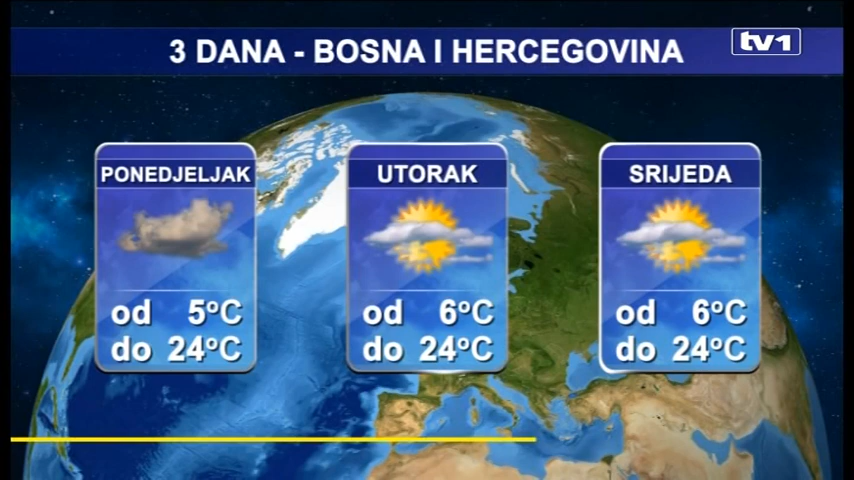 3 DANA - BOSNA I HERCEGOVINA
tv1
PONEDJELJAK
od 5ºC
do 24ºC
UTORAK
od 6ºC
do 24ºC
SRIJEDA
od 6ºC
do 24ºC